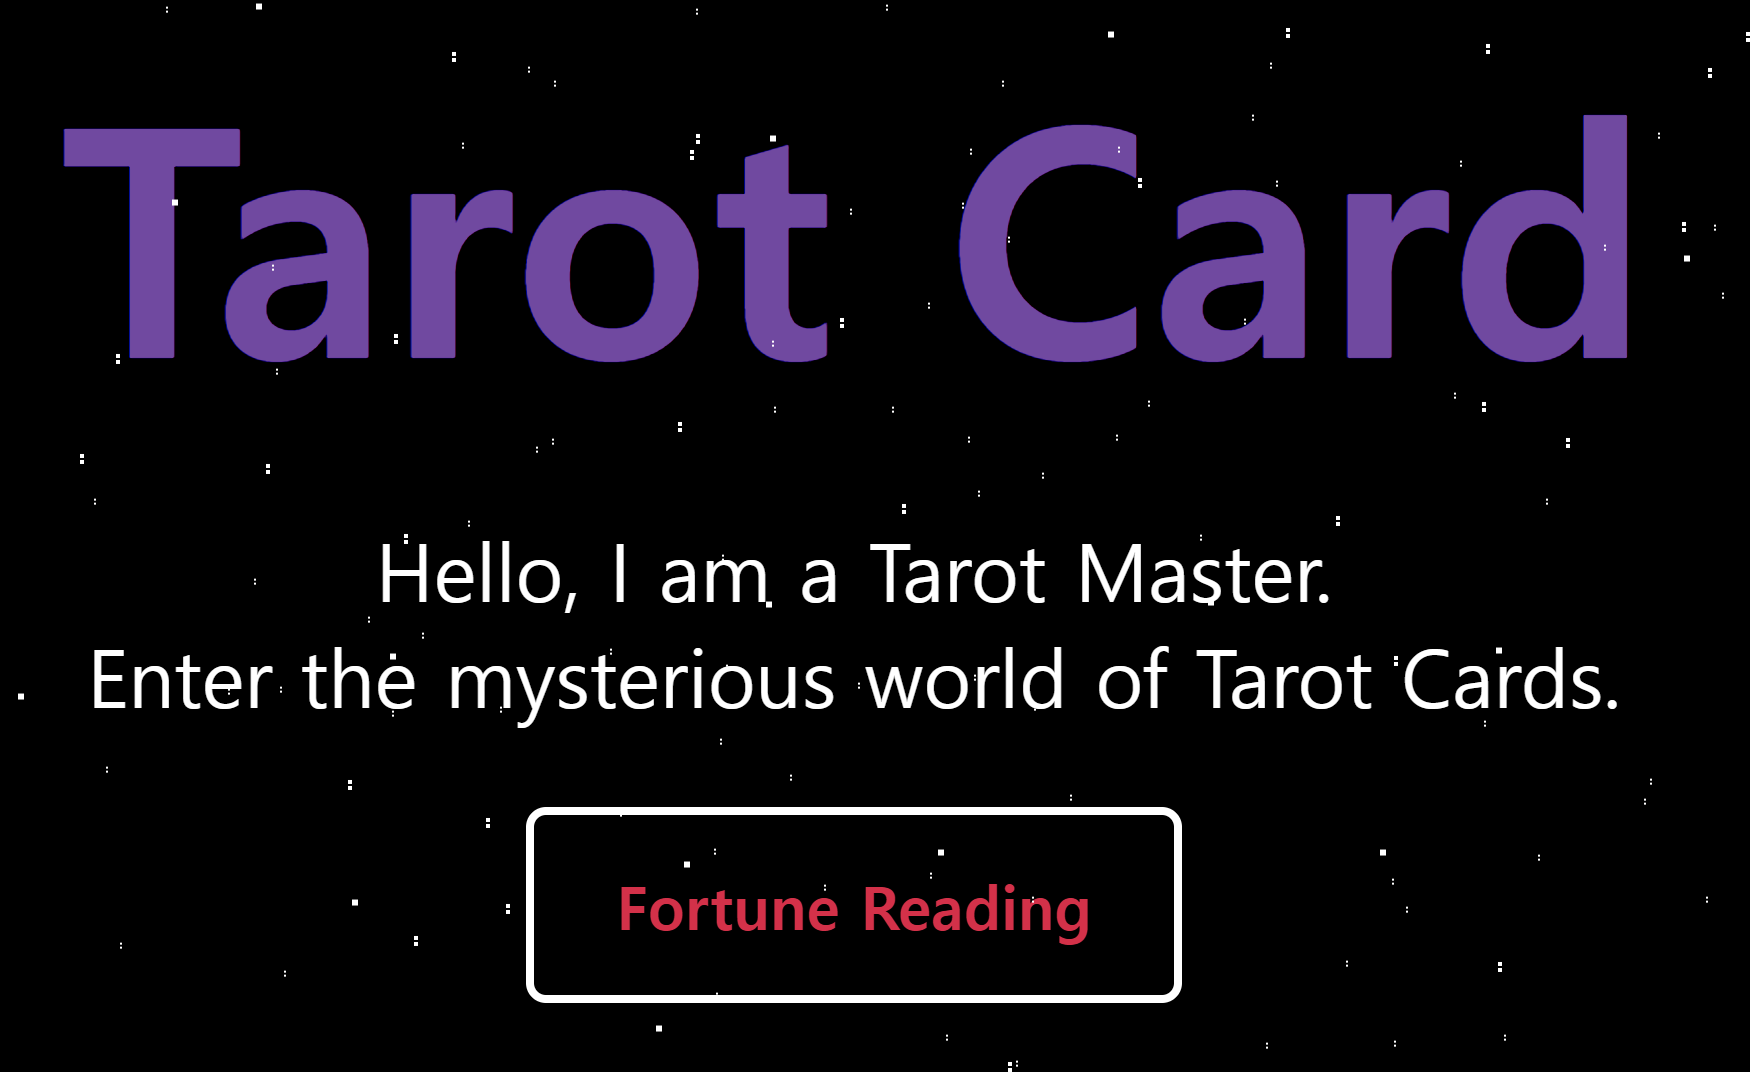 Tarot Card
Hello, I am a Tarot Master.
Enter the mysterious world of Tarot Cards.
Fortune Reading